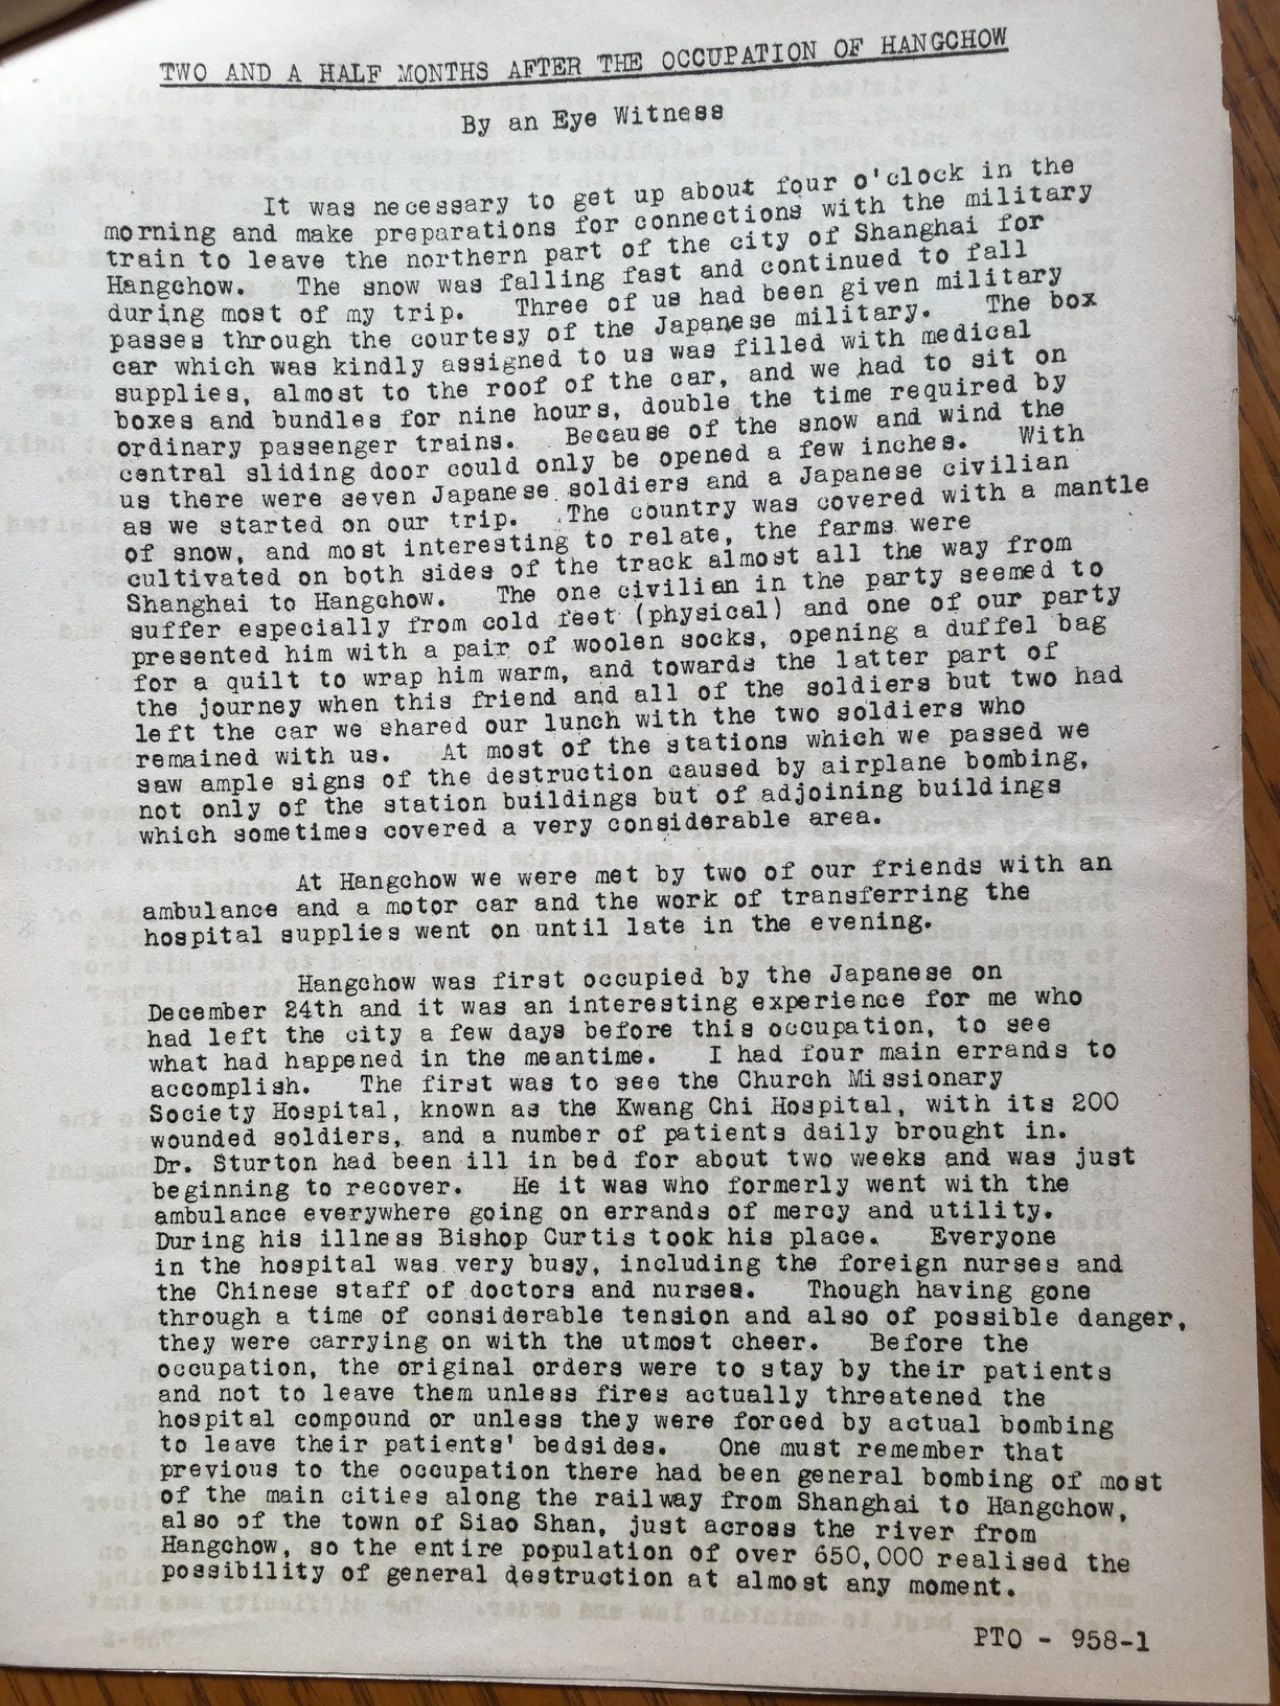 TWO AND A HALF MONTHS AFTER THE OCCUPATION OF HANGCHOW
By an Eye Witness
It was necessary to get up about four o'clock in the
morning and make preparations for connections with the military
train to leave the northern part of the city of Shanghai for
Hangchow. The snow was falling fast and continued to fall
during most of my trip. Three of us had been given military
passes through the courtesy of the Japanese military. The box
car which was kindly assigned to us was filled with medical
supplies, almost to the roof of the car, and we had to sit on
boxes and bundles for nine hours, double the time required by
ordinary passenger trains. Because of the snow and wind the
central sliding door could only be opened a few inches. With
us there were seven Japanese soldiers and a Japanese civilian
as we started on our trip. The country was covered with a mantle
of snow, and most interesting to relate, the farms were
cultivated on both sides of the track almost all the way from
Shanghai to Hangchow. The one civilian in the party seemed to
suffer especially from cold feet (physical) and one of our party
presented him with a pair of woolen socks, opening a duffel bag
for a quilt to wrap him warm, and towards the latter part of
the journey when this friend and all of the soldiers but two had
left the car we shared our lunch with the two soldiers who
remained with us. At most of the stations which we passed we
saw ample signs of the destruction caused by airplane bombing,
not only of the station buildings but of adjoining buildings
which sometimes covered a very considerable area.
At Hangchow we were met by two of our friends with an
ambulance and a motor car and the work of transferring the
hospital supplies went on until late in the evening.
Hangchow was first occupied by the Japanese on
December 24th and it was an interesting experience for me who
had left the city a few days before this occupation, to see
what had happened in the meantime. I had four main errands to
accomplish. The first was to see the Church Missionary
Society Hospital, known as the Kwang Chi Hospital, with its 200
wounded soldiers, and a number of patients daily brought in.
Dr. Sturton had been ill in bed for about two weeks and was just
beginning to recover. He it was who formerly went with the
ambulance everywhere going on errands of mercy and utility.
During his illness Bishop Curtis took his place. Everyone
in the hospital was very busy, including the foreign nurses and
the Chinese staff of doctors and nurses. Though having gone
through a time of considerable tension and also of possible danger,
they were carrying on with the utmost cheer. Before the
occupation, the original orders were to stay by their patients
and not to leave them unless fires actually threatened the
hospital compound or unless they were forced by actual bombing
to leave their patients' bedsides. One must remember that
previous to the occupation there had been general bombing of most
of the main cities along the railway from Shanghai to Hangchow,
also of the town of Siao Shan, just across the river from
Hangchow, so the entire population of over 650,000 realised the
possibility of general destruction at almost any moment.
PTO - 958-1